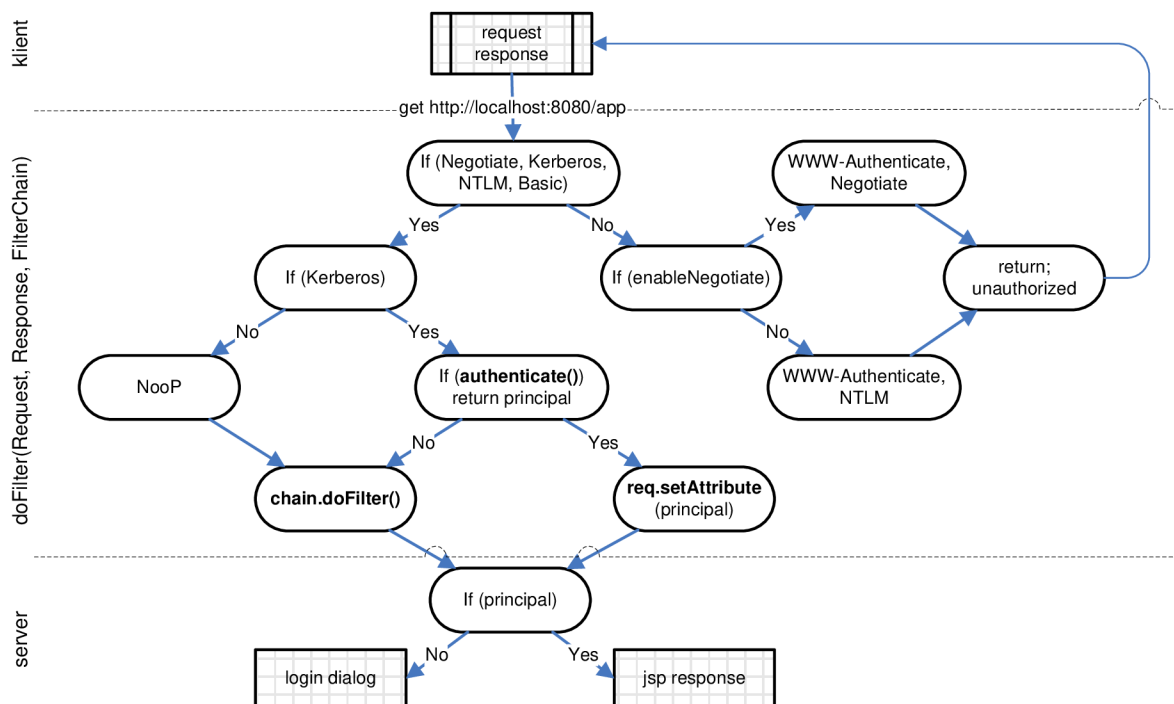 klient
request
response
get http://localhost:8080/app
doFilter(Request, Response, FilterChain)
If (Negotiate, Kerberos,
NTLM, Basic)
WWW-Authenticate,
Negotiate
Yes
No
Yes
If (Kerberos)
If (enableNegotiate)
return;
unauthorized
No
Yes
No
NooP
If (authenticate())
return principal
WWW-Authenticate,
NTLM
No
Yes
chain.doFilter()
req.setAttribute
(principal)
server
If (principal)
No
Yes
login dialog
jsp response